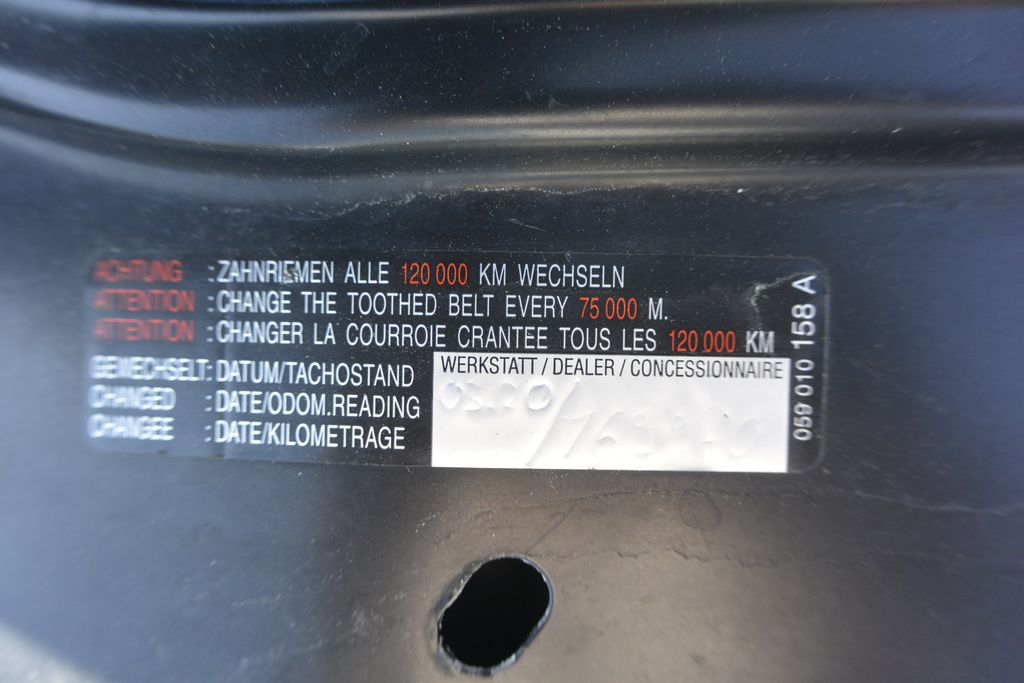 ACHTUNG : ZAHNRIEMEN ALLE 120 000 KM WECHSELN
ATTENTION : CHANGE THE TOOTHED BELT EVERY 75 000 M.
ATTENTION : CHANGER LA COURROIE CRANTEE TOUS LES 120 000 KM
GEWECHSELT: DATUM/TACHOSTAND
CHANGED : DATE/ODOM.READING
CHANGEE : DATE/KILOMETRAGE
WERKSTATT / DEALER / CONCESSIONNAIRE
03.20/
059 010 158 A